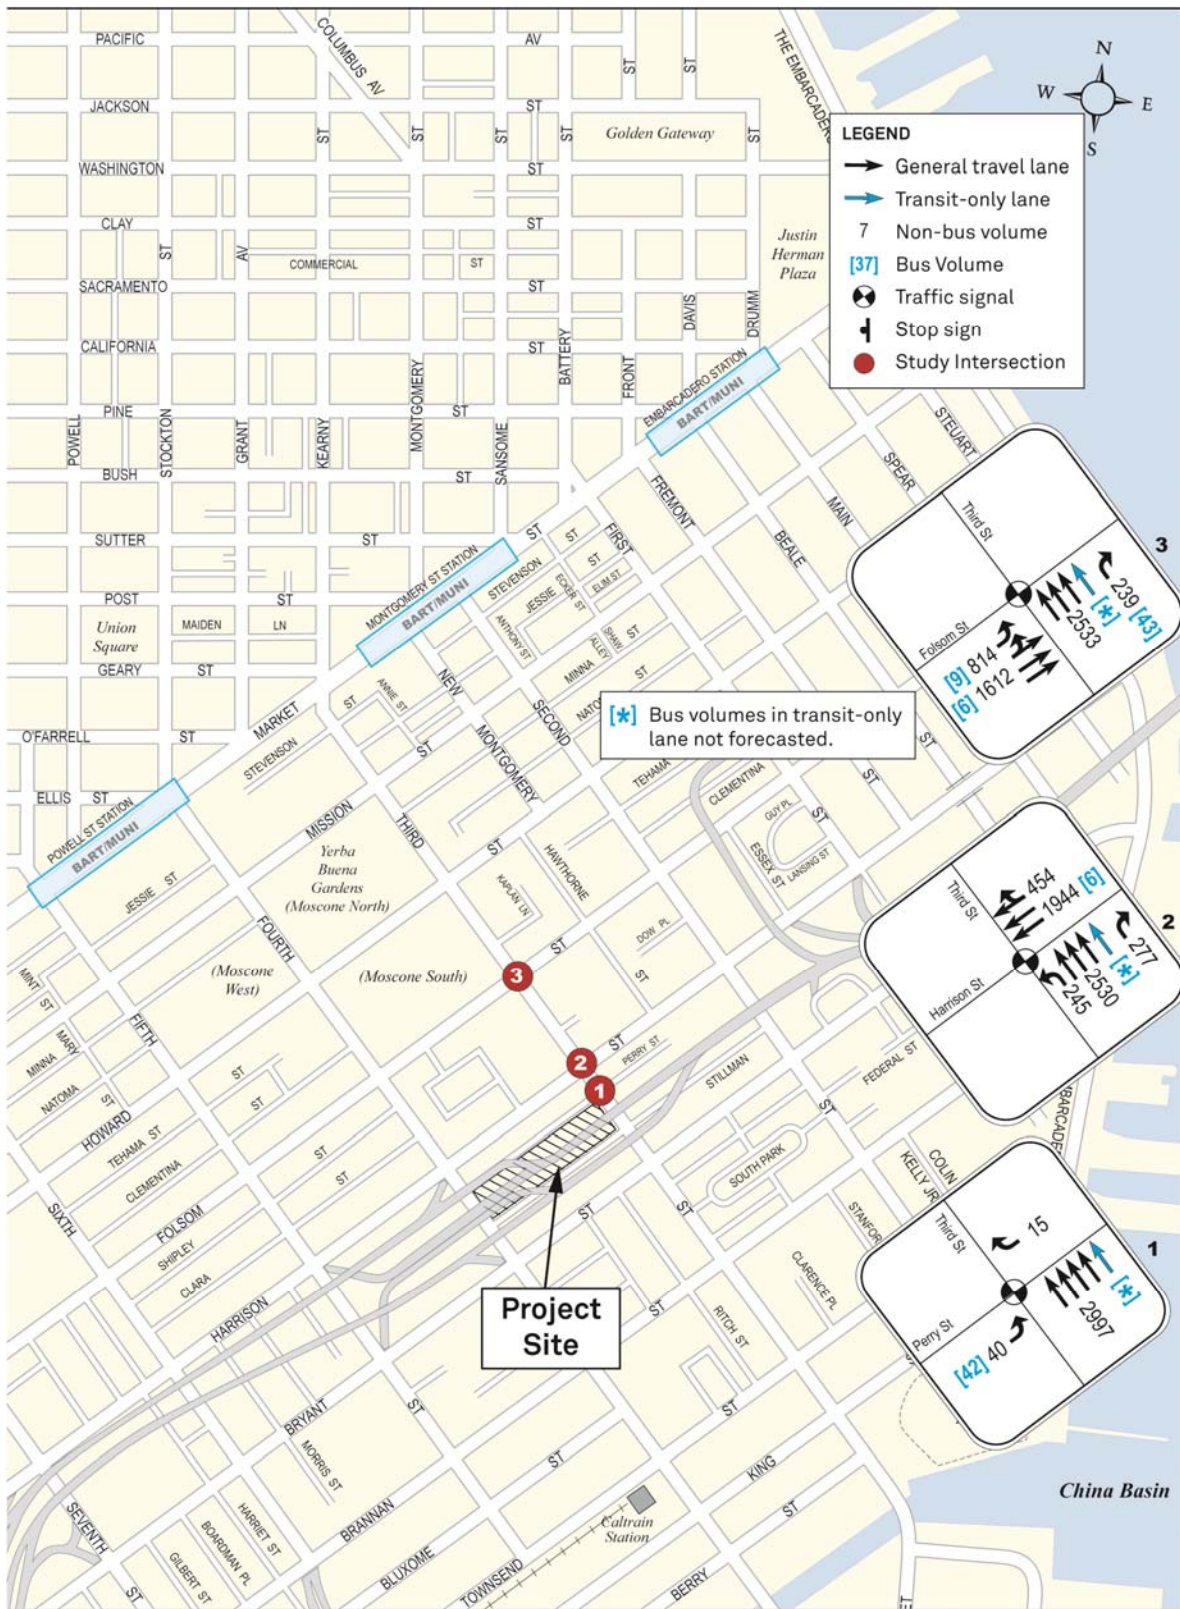 PACIFIC
AV
COLUMBUS AV
ST
ST
THE EMBARCADERO
N
W
E
S
JACKSON
ST
ST
ST
ST
ST
ST
Golden Gateway
WASHINGTON
ST
CLAY
ST
ST
AV
COMMERCIAL
ST
Justin
Herman
Plaza
SACRAMENTO
ST
DAVIS
DRUMM
CALIFORNIA
ST
BATTERY
FRONT
MONTGOMERY
EMBARCADERO STATION
BART/MUNI
PINE
ST
POWELL
STOCKTON
GRANT
KEARNY
SANSOME
BUSH
ST
SUTTER
ST
POST
ST
Union
Square
MAIDEN
LN
GEARY
ST
O'FARRELL
ST
ELLIS
ST
LEGEND
General travel lane
Transit-only lane
7 Non-bus volume
[37] Bus Volume
Traffic signal
Stop sign
Study Intersection
STEUART
SPEAR
MAIN
BEALE
FREMONT
FIRST
ST
ST
ST
STEVENSON
JESSIE
ECKER ST
ELIM ST
ANTHONY ST
SHAW
ALLEY
ST
MINNA
NATOMA
ST
MONTGOMERY ST STATION
BART/MUNI
NEW
MONTGOMERY
SECOND
ANNIE ST
ST
MARKET
STEVENSON
ST
MISSION
THIRD
TEHAMA
CLEMENTINA
ST
ST
GUY PL
ESSEX ST
LANSING ST
ST
POWELL ST STATION
BART/MUNI
JESSIE
ST
Yerba
Buena
Gardens
(Moscone North)
ST
HAWTHORNE
KAPLAN LN
DOW PL
FOURTH
(Moscone
West)
(Moscone South)
ST
ST
3
2
1
ST
PERRY ST
STILLMAN
FEDERAL ST
[*] Bus volumes in transit-only
lane not forecasted.
3
Third St
Folsom St
239 [43]
[*]
2533
[9] 814
[6] 1612
2
Third St
Harrison St
454
1944 [6]
277
[*]
2530
245
1
Third St
Perry St
15
[*]
2997
[42] 40
MINT
ST
MARY
MINNA
NATOMA
ST
FIFTH
ST
ST
HOWARD
TEHAMA ST
CLEMENTINA
ST
ST
SIXTH
FOLSOM
SHIPLEY
CLARA
HARRISON
SOUTH PARK
ST
ST
ST
COLIN
KELLY JR
STANFORD
CLARENCE PL
RITCH ST
ST
Project
Site
ST
BRYANT
MORRIS ST
ST
ST
KING
ST
China Basin
Caltrain
Station
SEVENTH
ST
HARRIET ST
BOARDMAN PL
GILBERT ST
BRANNAN
BLUXOME
TOWNSEND
BERRY